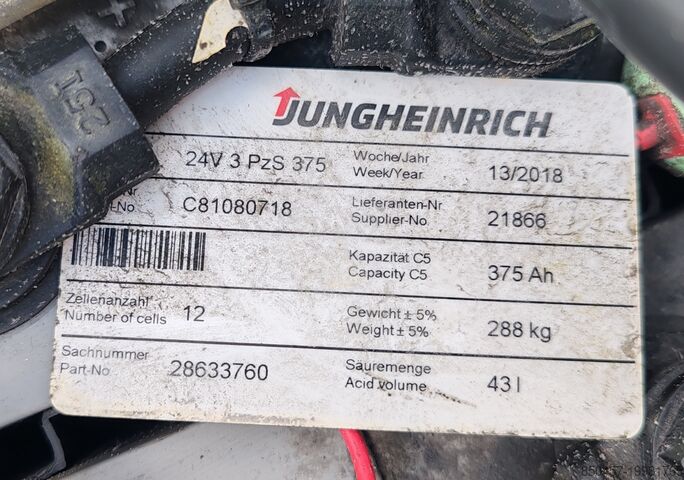 JUNGHEINRICH
24V 3 PzS 375
Woche/Jahr
Week/Year
13/2018
C81080718
Lieferanten-Nr
Supplier-No
21866
Kapazität C5
Capacity C5
375 Ah
Zellenanzahl
Number of cells
12
Gewicht ± 5%
Weight ± 5%
288 kg
Sachnummer
Part-No
28633760
Sauremenge
Acid volume
43 l